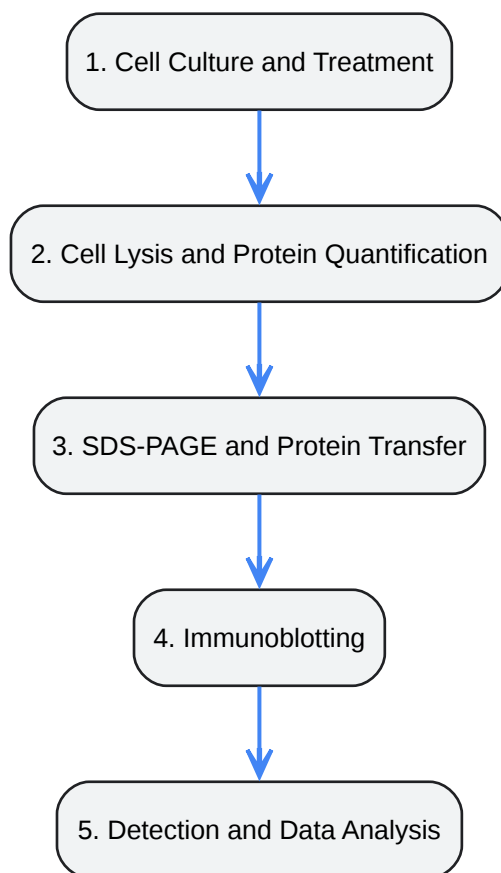 1. Cell Culture and Treatment
2. Cell Lysis and Protein Quantification
3. SDS-PAGE and Protein Transfer
4. Immunoblotting
5. Detection and Data Analysis